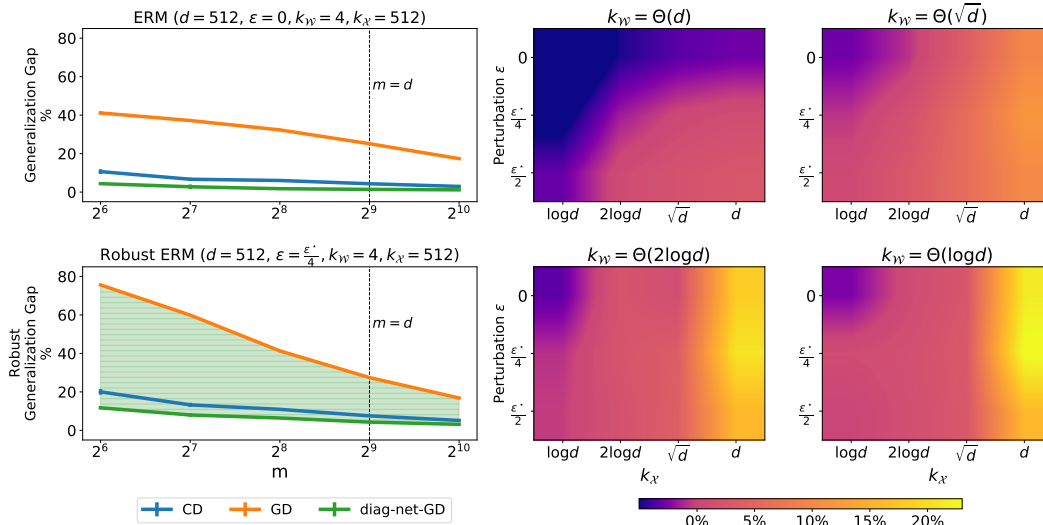 ERM (d = 512, ε = 0, k_𝒲 = 4, k_𝒳 = 512)
Generalization Gap
%
80
60
40
20
0
m = d
2^6 2^7 2^8 2^9 2^10
Robust ERM (d = 512, ε = ε*/4, k_𝒲 = 4, k_𝒳 = 512)
Robust
Generalization Gap
%
80
60
40
20
0
m = d
2^6 2^7 2^8 2^9 2^10
m
CD GD diag-net-GD
k_𝒲 = Θ(d)
Perturbation ε
0
ε*/4
ε*/2
logd 2logd √d d
k_𝒲 = Θ(√d)
0
ε*/4
ε*/2
logd 2logd √d d
k_𝒲 = Θ(2logd)
Perturbation ε
0
ε*/4
ε*/2
logd 2logd √d d
k_𝒳
k_𝒲 = Θ(logd)
0
ε*/4
ε*/2
logd 2logd √d d
k_𝒳
0% 5% 10% 15% 20%